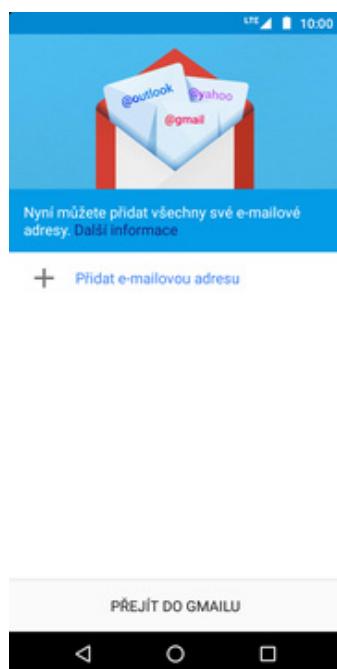 LTE 10:00
@outlook
@yahoo
@gmail
Nyní můžete přidat všechny své e-mailové
adresy. Další informace
Přidat e-mailovou adresu
PŘEJÍT DO GMAILU